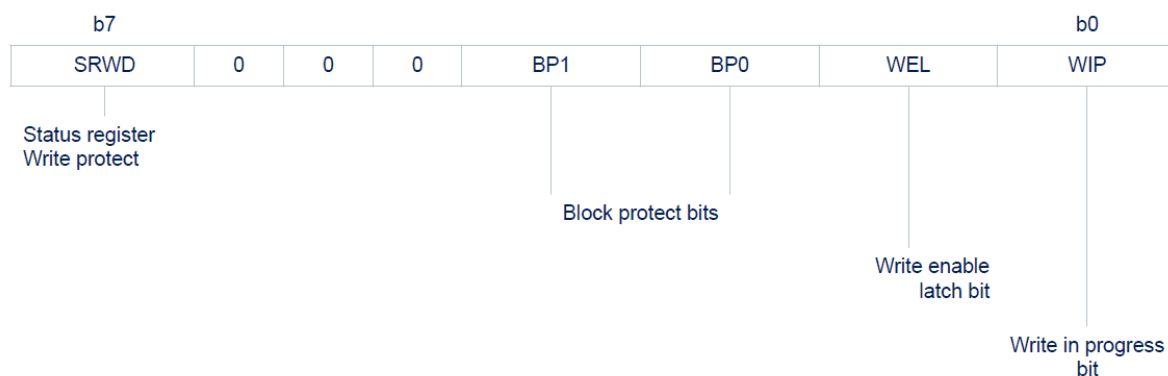 b7 b0
SRWD 0 0 0 BP1 BP0 WEL WIP
Status register
Write protect
Block protect bits
Write enable
latch bit
Write in progress
bit